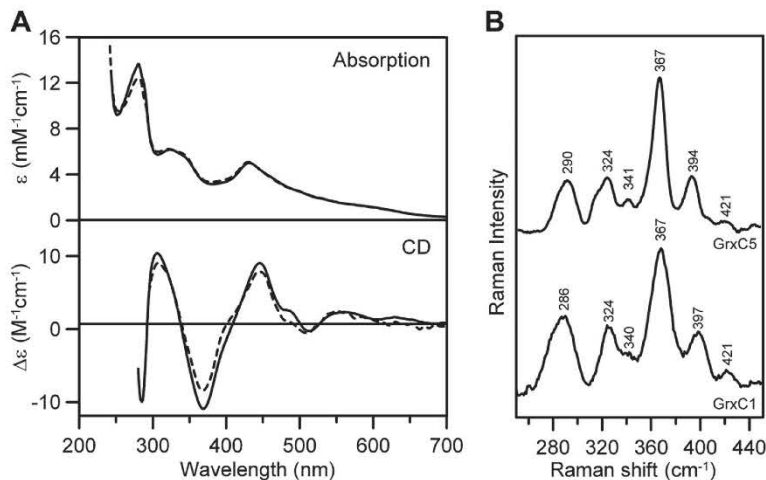 A
16
12
8
4
0
ε (mM⁻¹cm⁻¹)
Absorption
10
0
-10
Δε (M⁻¹cm⁻¹)
CD
200 300 400 500 600 700
Wavelength (nm)
B
Raman Intensity
290
324
341
367
394
421
GrxC5
286
324
340
367
397
421
GrxC1
280 320 360 400 440
Raman shift (cm⁻¹)